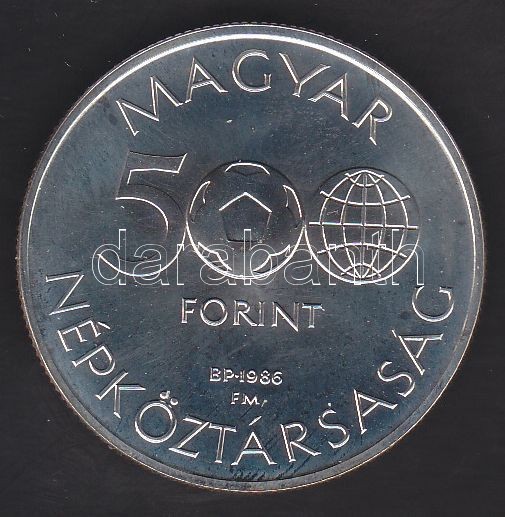 MAGYAR
500
FORINT
BP·1986
F.M.
NÉPKÖZTÁRSASÁG
darabanth